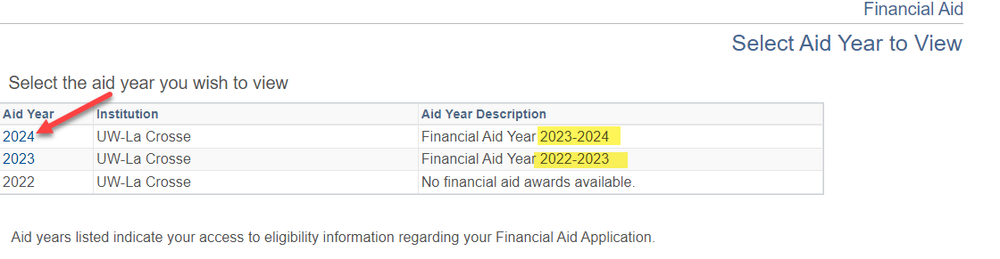 Financial Aid
Select Aid Year to View
Select the aid year you wish to view
Aid Year Institution Aid Year Description
2024 UW-La Crosse Financial Aid Year 2023-2024
2023 UW-La Crosse Financial Aid Year 2022-2023
2022 UW-La Crosse No financial aid awards available.
Aid years listed indicate your access to eligibility information regarding your Financial Aid Application.